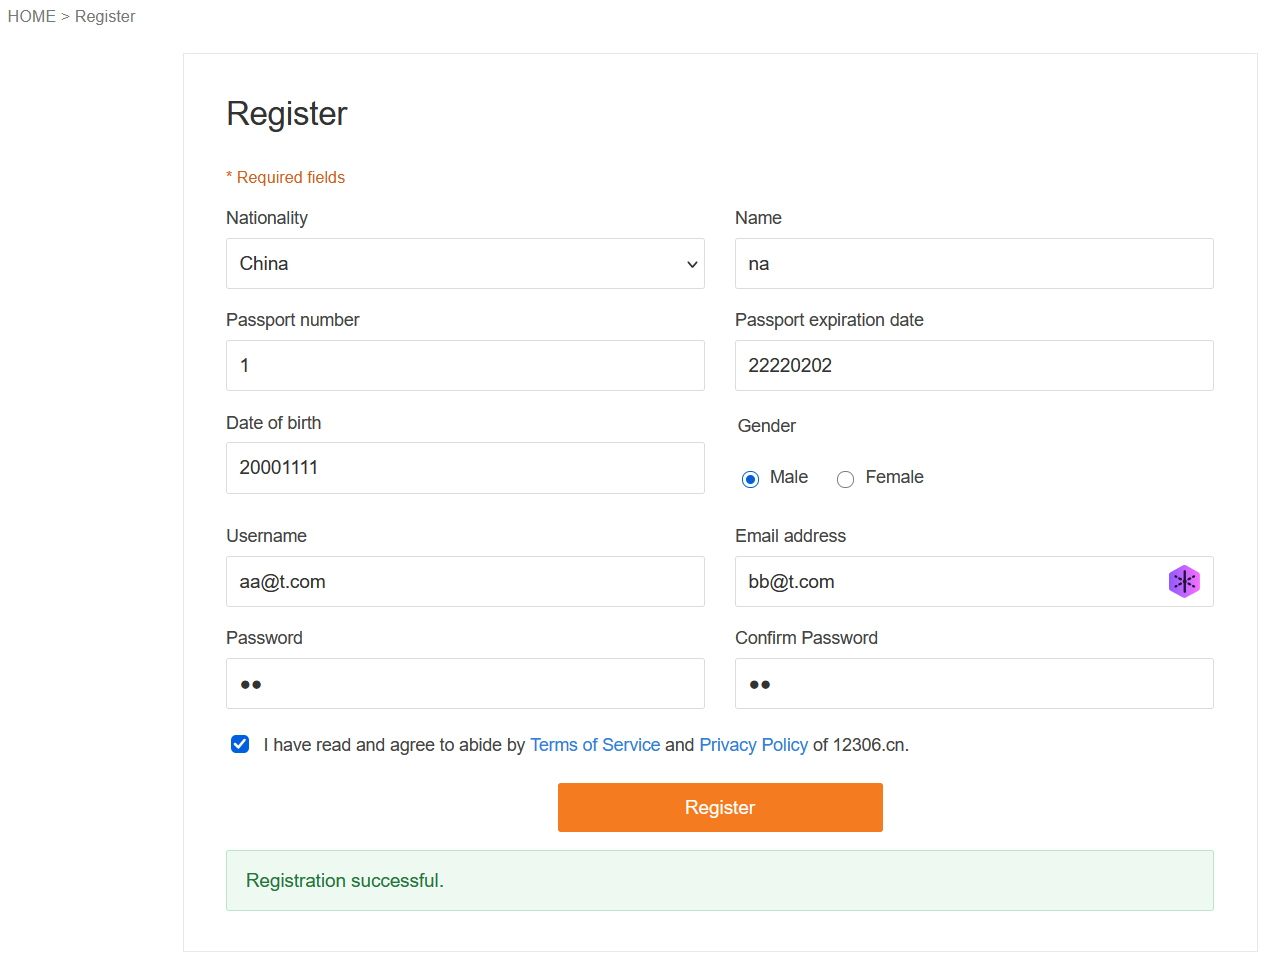 HOME > Register
Register
* Required fields
Nationality
Name
China
na
Passport number
Passport expiration date
1
22220202
Date of birth
Gender
20001111
Male
Female
Username
Email address
aa@t.com
bb@t.com
Password
Confirm Password
●●
●●
I have read and agree to abide by Terms of Service and Privacy Policy of 12306.cn.
Register
Registration successful.